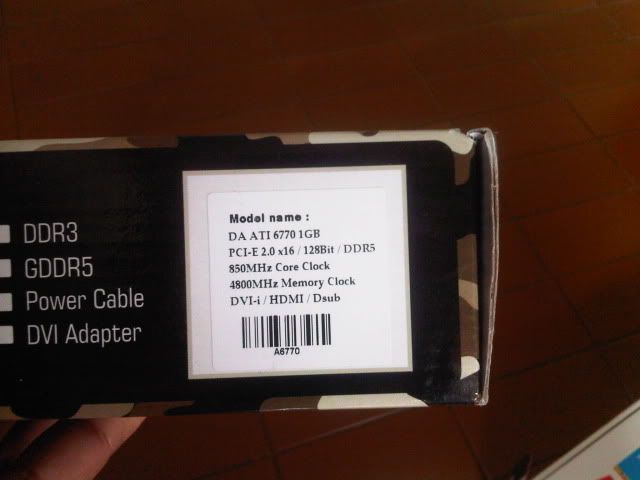 DDR3
GDDR5
Power Cable
DVI Adapter
Model name :
DA ATI 6770 1GB
PCI-E 2.0 x16 / 128Bit / DDR5
850MHz Core Clock
4800MHz Memory Clock
DVI-i / HDMI / Dsub
A6770